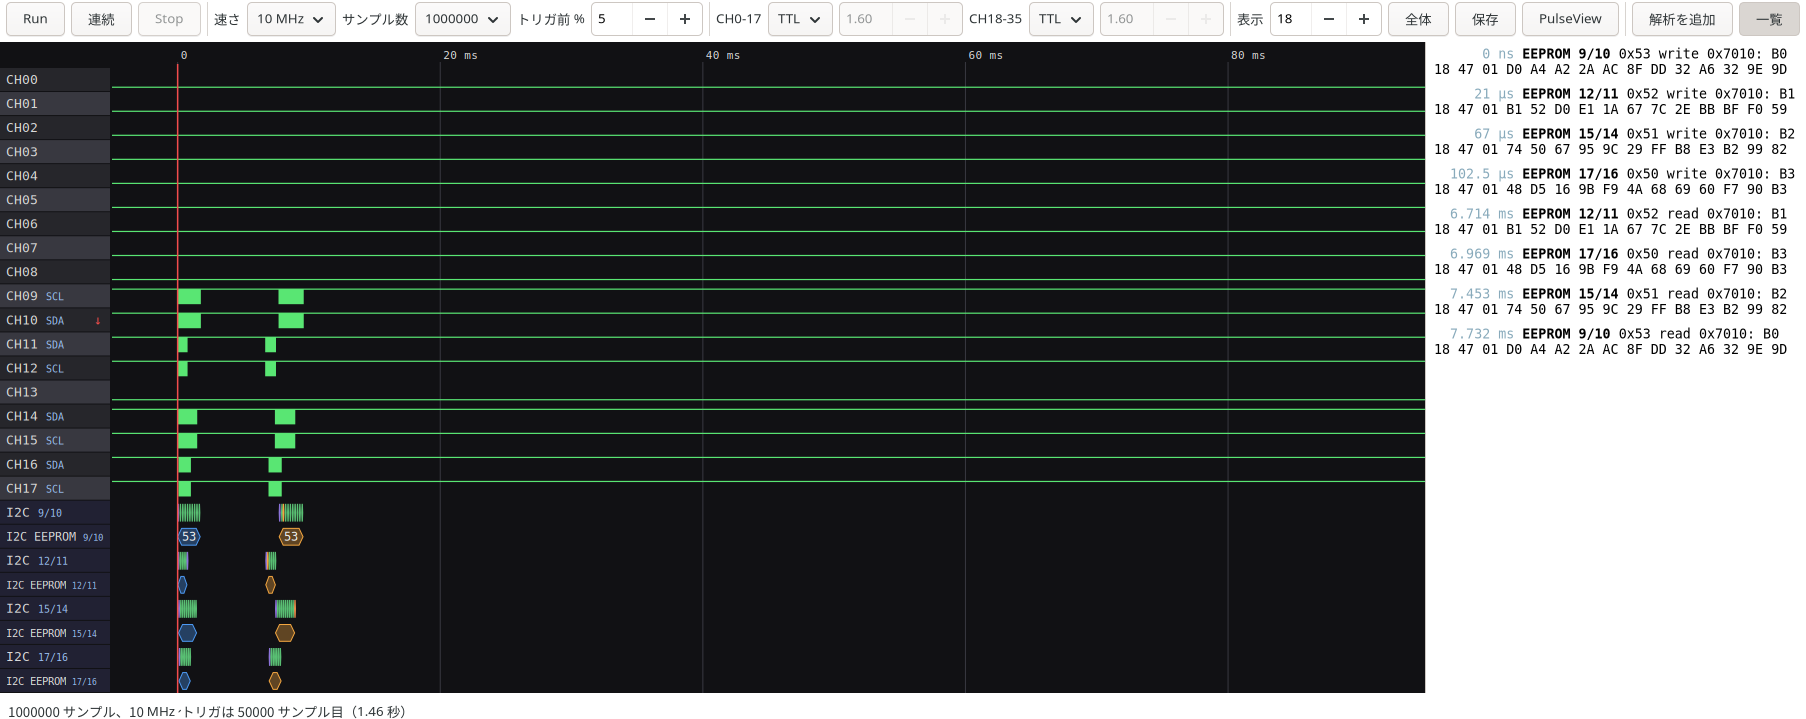 Run 連続 Stop 速さ 10 MHz サンプル数 1000000 トリガ前 % 5 − + CH0-17 TTL 1.60 − + CH18-35 TTL 1.60 − + 表示 18 − + 全体 保存 PulseView 解析を追加 一覧
0 20 ms 40 ms 60 ms 80 ms
CH00
CH01
CH02
CH03
CH04
CH05
CH06
CH07
CH08
CH09 SCL
CH10 SDA ↓
CH11 SDA
CH12 SCL
CH13
CH14 SDA
CH15 SCL
CH16 SDA
CH17 SCL
I2C 9/10
I2C EEPROM 9/10 53 53
I2C 12/11
I2C EEPROM 12/11
I2C 15/14
I2C EEPROM 15/14
I2C 17/16
I2C EEPROM 17/16
0 ns EEPROM 9/10 0x53 write 0x7010: B0
18 47 01 D0 A4 A2 2A AC 8F DD 32 A6 32 9E 9D
21 µs EEPROM 12/11 0x52 write 0x7010: B1
18 47 01 B1 52 D0 E1 1A 67 7C 2E BB BF F0 59
67 µs EEPROM 15/14 0x51 write 0x7010: B2
18 47 01 74 50 67 95 9C 29 FF B8 E3 B2 99 82
102.5 µs EEPROM 17/16 0x50 write 0x7010: B3
18 47 01 48 D5 16 9B F9 4A 68 69 60 F7 90 B3
6.714 ms EEPROM 12/11 0x52 read 0x7010: B1
18 47 01 B1 52 D0 E1 1A 67 7C 2E BB BF F0 59
6.969 ms EEPROM 17/16 0x50 read 0x7010: B3
18 47 01 48 D5 16 9B F9 4A 68 69 60 F7 90 B3
7.453 ms EEPROM 15/14 0x51 read 0x7010: B2
18 47 01 74 50 67 95 9C 29 FF B8 E3 B2 99 82
7.732 ms EEPROM 9/10 0x53 read 0x7010: B0
18 47 01 D0 A4 A2 2A AC 8F DD 32 A6 32 9E 9D
1000000 サンプル、10 MHz·トリガは 50000 サンプル目（1.46 秒）